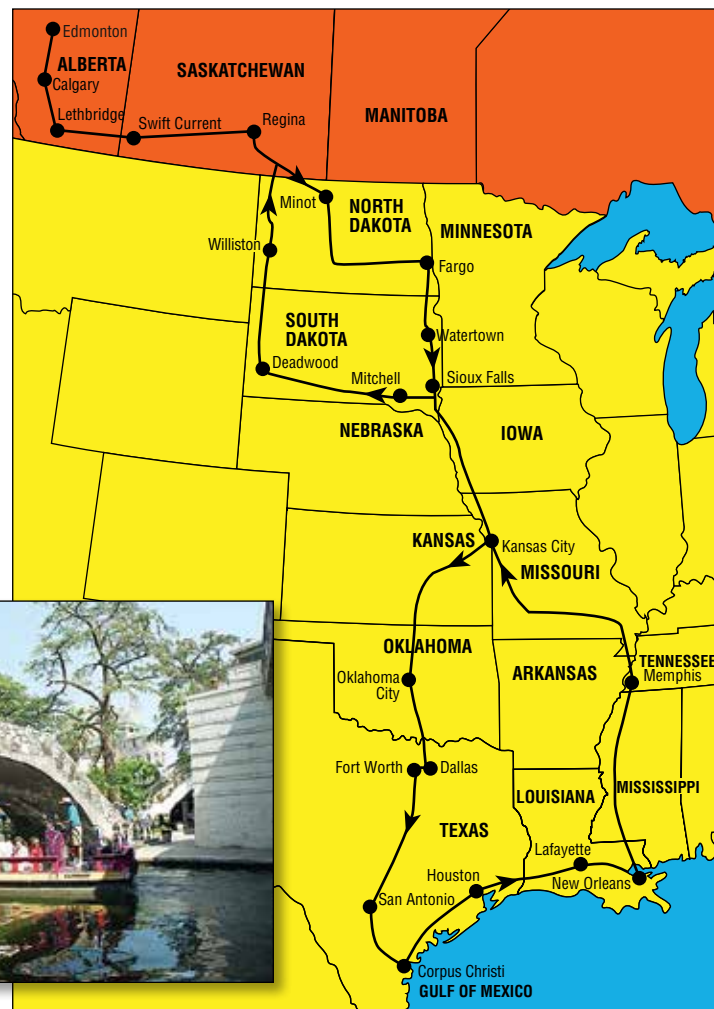 Edmonton
ALBERTA
SASKATCHEWAN
Calgary
Lethbridge
Swift Current
Regina
MANITOBA
Minot
NORTH
DAKOTA
MINNESOTA
Williston
Fargo
SOUTH
DAKOTA
Watertown
Deadwood
Mitchell
Sioux Falls
NEBRASKA
IOWA
KANSAS
Kansas City
MISSOURI
OKLAHOMA
Oklahoma
City
ARKANSAS
TENNESSEE
Memphis
Fort Worth
Dallas
LOUISIANA
MISSISSIPPI
TEXAS
Lafayette
Houston
New Orleans
San Antonio
Corpus Christi
GULF OF MEXICO